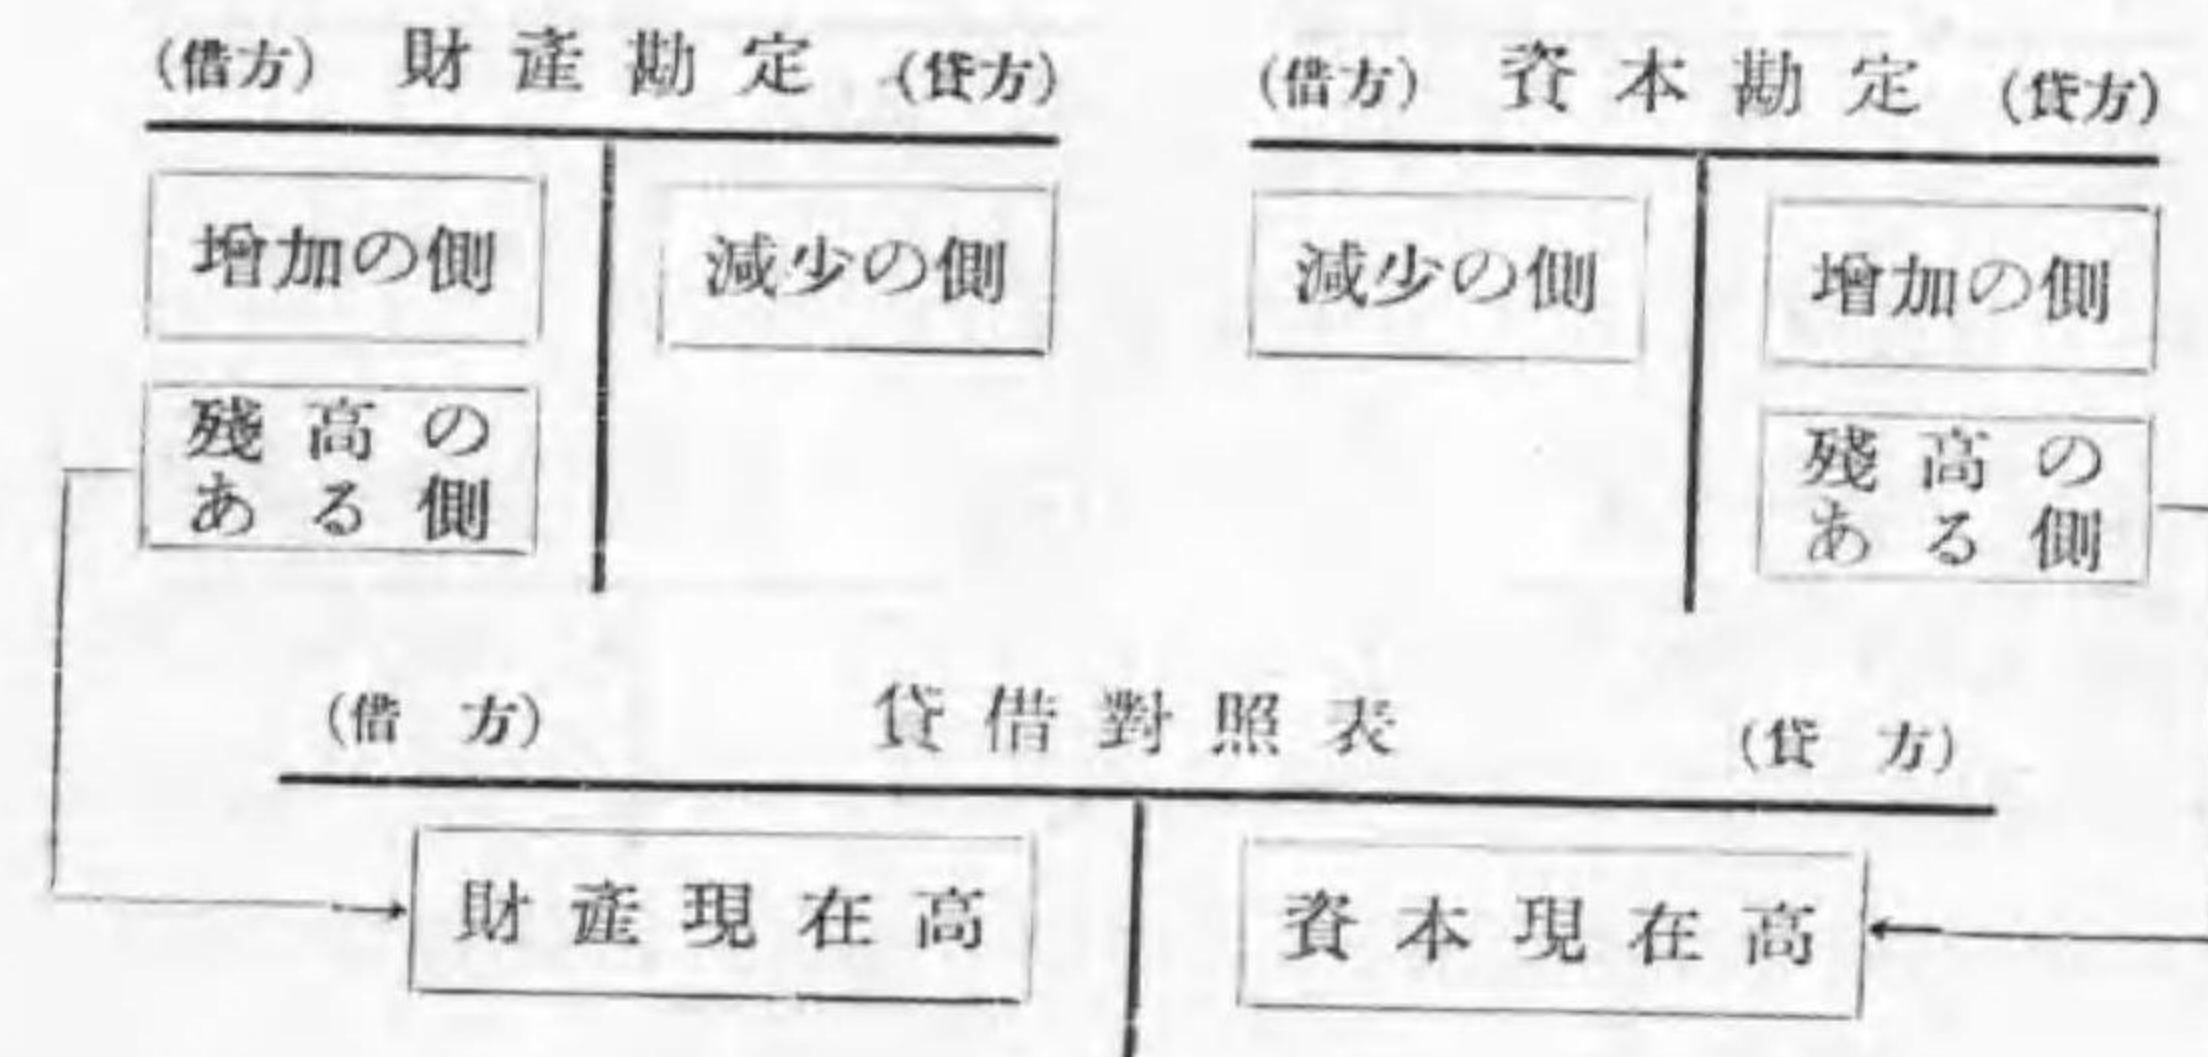 (借方) 財産勘定 (貸方)
増加の側
減少の側
殘高の
ある側
(借方) 資本勘定 (貸方)
減少の側
増加の側
殘高の
ある側
(借方) 貸借對照表 (貸方)
財産現在高
資本現在高